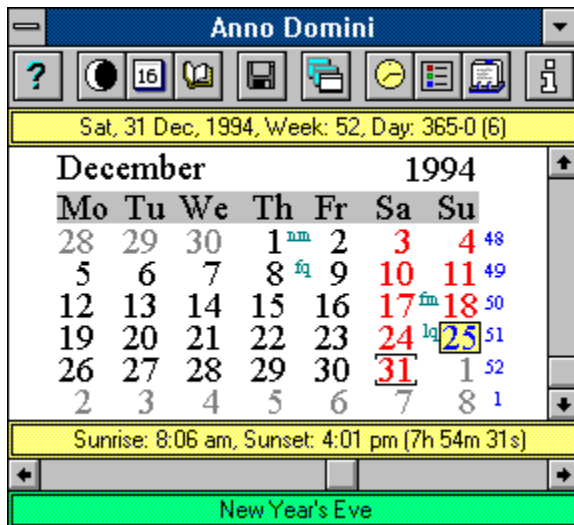 Anno Domini
? 16 i
Sat, 31 Dec, 1994, Week: 52, Day: 365-0 (6)
December 1994
Mo Tu We Th Fr Sa Su
28 29 30 1 nm 2 3 4 48
5 6 7 8 fq 9 10 11 49
12 13 14 15 16 17 fm 18 50
19 20 21 22 23 24 lq 25 51
26 27 28 29 30 31 1 52
2 3 4 5 6 7 8 1
Sunrise: 8:06 am, Sunset: 4:01 pm (7h 54m 31s)
New Year's Eve